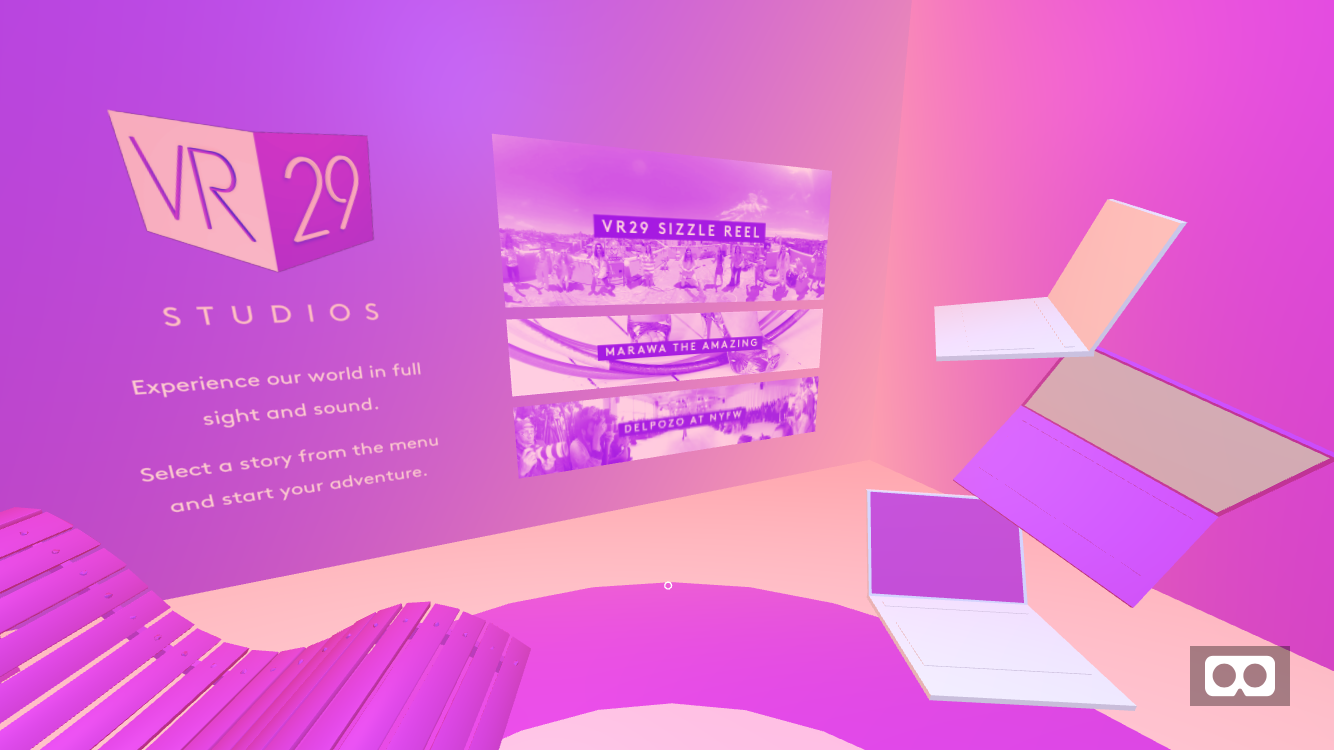 VR 29
STUDIOS
Experience our world in full
sight and sound.
Select a story from the menu
and start your adventure.
VR29 SIZZLE REEL
MARAWA THE AMAZING
DELPOZO AT NYFW